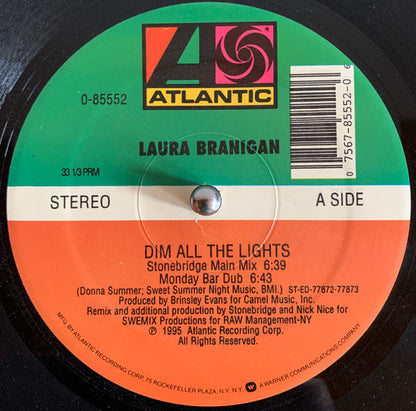 0-85552
ATLANTIC
0 7567-85552-0 6
LAURA BRANIGAN
33 1/3 PRM
STEREO
A SIDE
DIM ALL THE LIGHTS
Stonebridge Main Mix 6:39
Monday Bar Dub 6:43
(Donna Summer; Sweet Summer Night Music, BMI.) ST-ED-77872-77873
Produced by Brinsley Evans for Camel Music, Inc.
Remix and additional production by Stonebridge and Nick Nice for
SWEMIX Productions for RAW Management-NY
℗ 1995 Atlantic Recording Corp.
All Rights Reserved.
MFG. BY ATLANTIC RECORDING CORP., 75 ROCKEFELLER PLAZA, N.Y., N.Y. A WARNER COMMUNICATIONS COMPANY